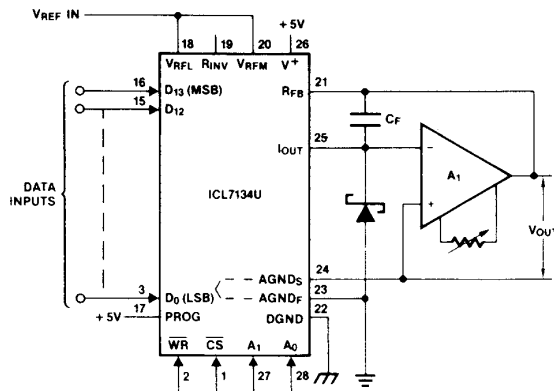 VREF IN
+5V
18 19 20 26
VRFL RINV VRFM V+
16 D13 (MSB) RFB 21
15 D12 CF
25
IOUT
A1
− 
+
DATA
INPUTS
ICL7134U
VOUT
AGNDS 24
3 D0 (LSB) AGNDF 23
17
+5V PROG DGND 22
WR CS A1 A0
2 1 27 28